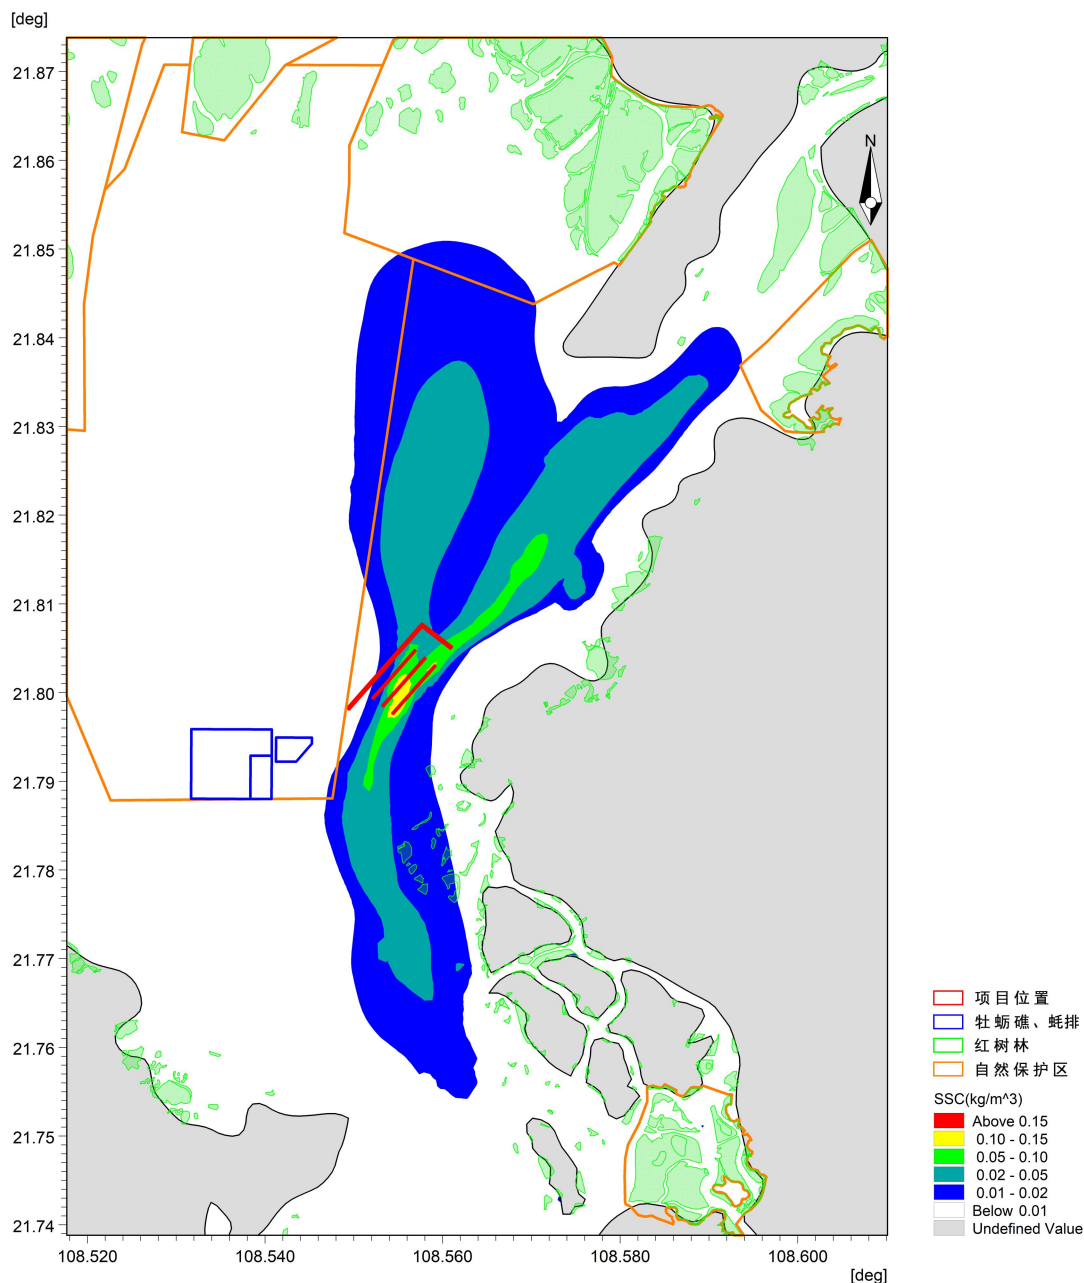 [deg]
21.87
21.86
21.85
21.84
21.83
21.82
21.81
21.80
21.79
21.78
21.77
21.76
21.75
21.74
108.520 108.540 108.560 108.580 108.600
[deg]
N
项目位置
牡蛎礁、蚝排
红树林
自然保护区
SSC(kg/m^3)
Above 0.15
0.10 - 0.15
0.05 - 0.10
0.02 - 0.05
0.01 - 0.02
Below 0.01
Undefined Value